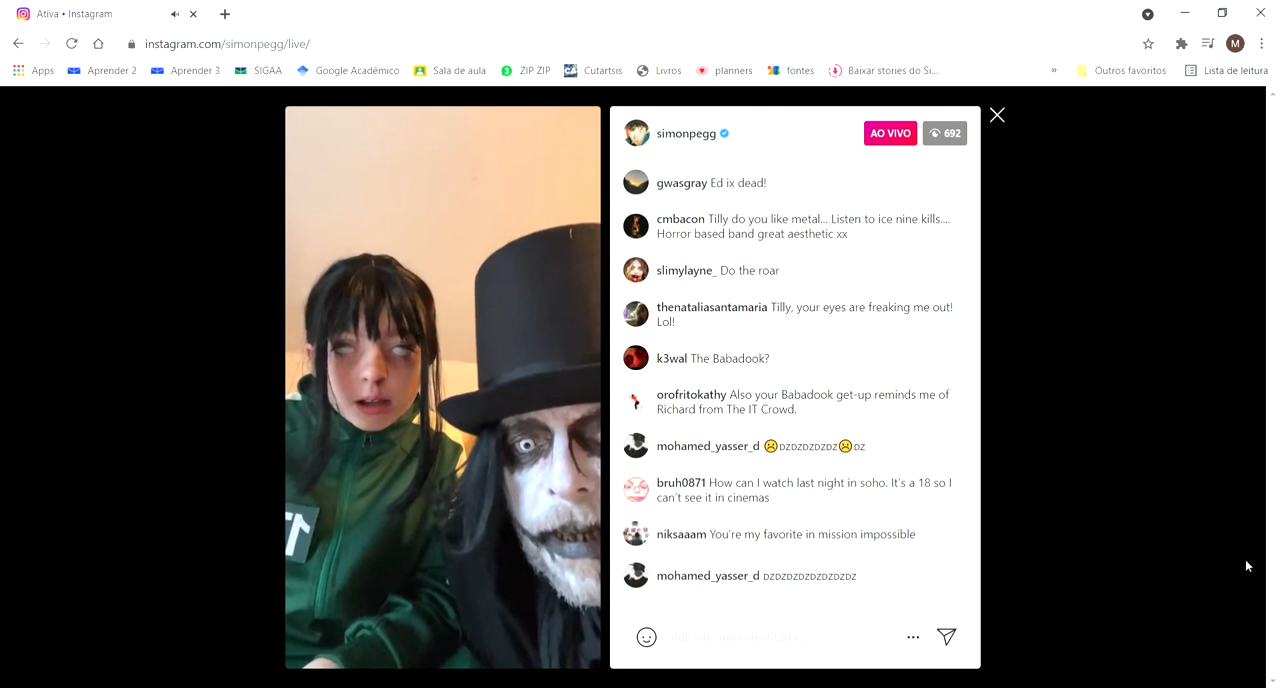 Ativa • Instagram
instagram.com/simonpegg/live/
M
Apps
Aprender 2
Aprender 3
SIGAA
Google Acadêmico
Sala de aula
ZIP ZIP
Cutartsis
Livros
planners
fontes
Baixar stories do Si...
»
Outros favoritos
Lista de leitura
simonpegg
AO VIVO
692
gwasgray Ed ix dead!
cmbacon Tilly do you like metal... Listen to ice nine kills....
Horror based band great aesthetic xx
slimylayne_ Do the roar
thenataliasantamaria Tilly, your eyes are freaking me out!
Lol!
k3wal The Babadook?
orofritokathy Also your Babadook get-up reminds me of
Richard from The IT Crowd.
mohamed_yasser_d ☹️DZDZDZDZDZ☹️DZ
bruh0871 How can I watch last night in soho. It's a 18 so I
can't see it in cinemas
niksaaam You're my favorite in mission impossible
mohamed_yasser_d DZDZDZDZDZDZDZDZ
Adicione um comentário...